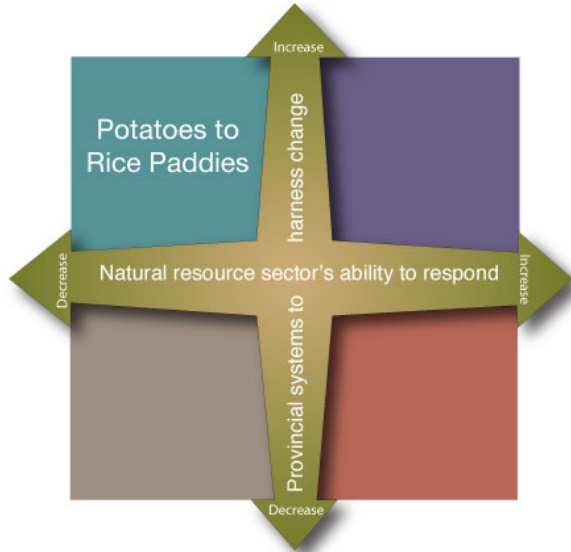 Increase
Potatoes to
Rice Paddies
harness change
Natural resource sector's ability to respond
Decrease
Increase
Provincial systems to
Decrease